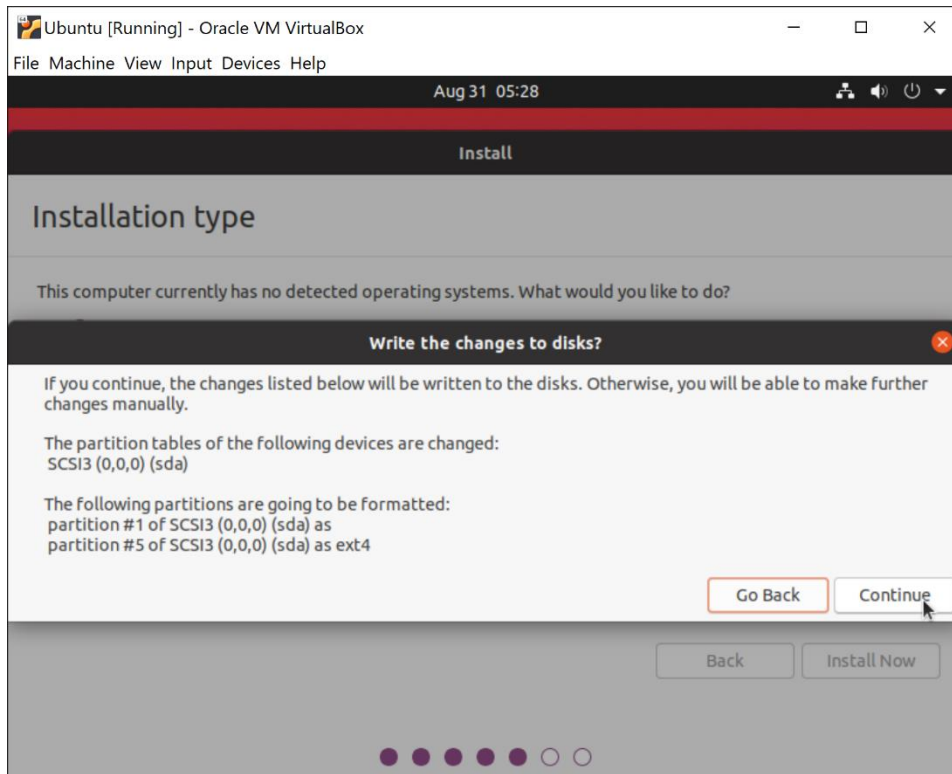 Ubuntu [Running] - Oracle VM VirtualBox
File Machine View Input Devices Help
Aug 31 05:28
Install
Installation type
This computer currently has no detected operating systems. What would you like to do?
Write the changes to disks?
If you continue, the changes listed below will be written to the disks. Otherwise, you will be able to make further
changes manually.
The partition tables of the following devices are changed:
SCSI3 (0,0,0) (sda)
The following partitions are going to be formatted:
partition #1 of SCSI3 (0,0,0) (sda) as
partition #5 of SCSI3 (0,0,0) (sda) as ext4
Go Back Continue
Back Install Now